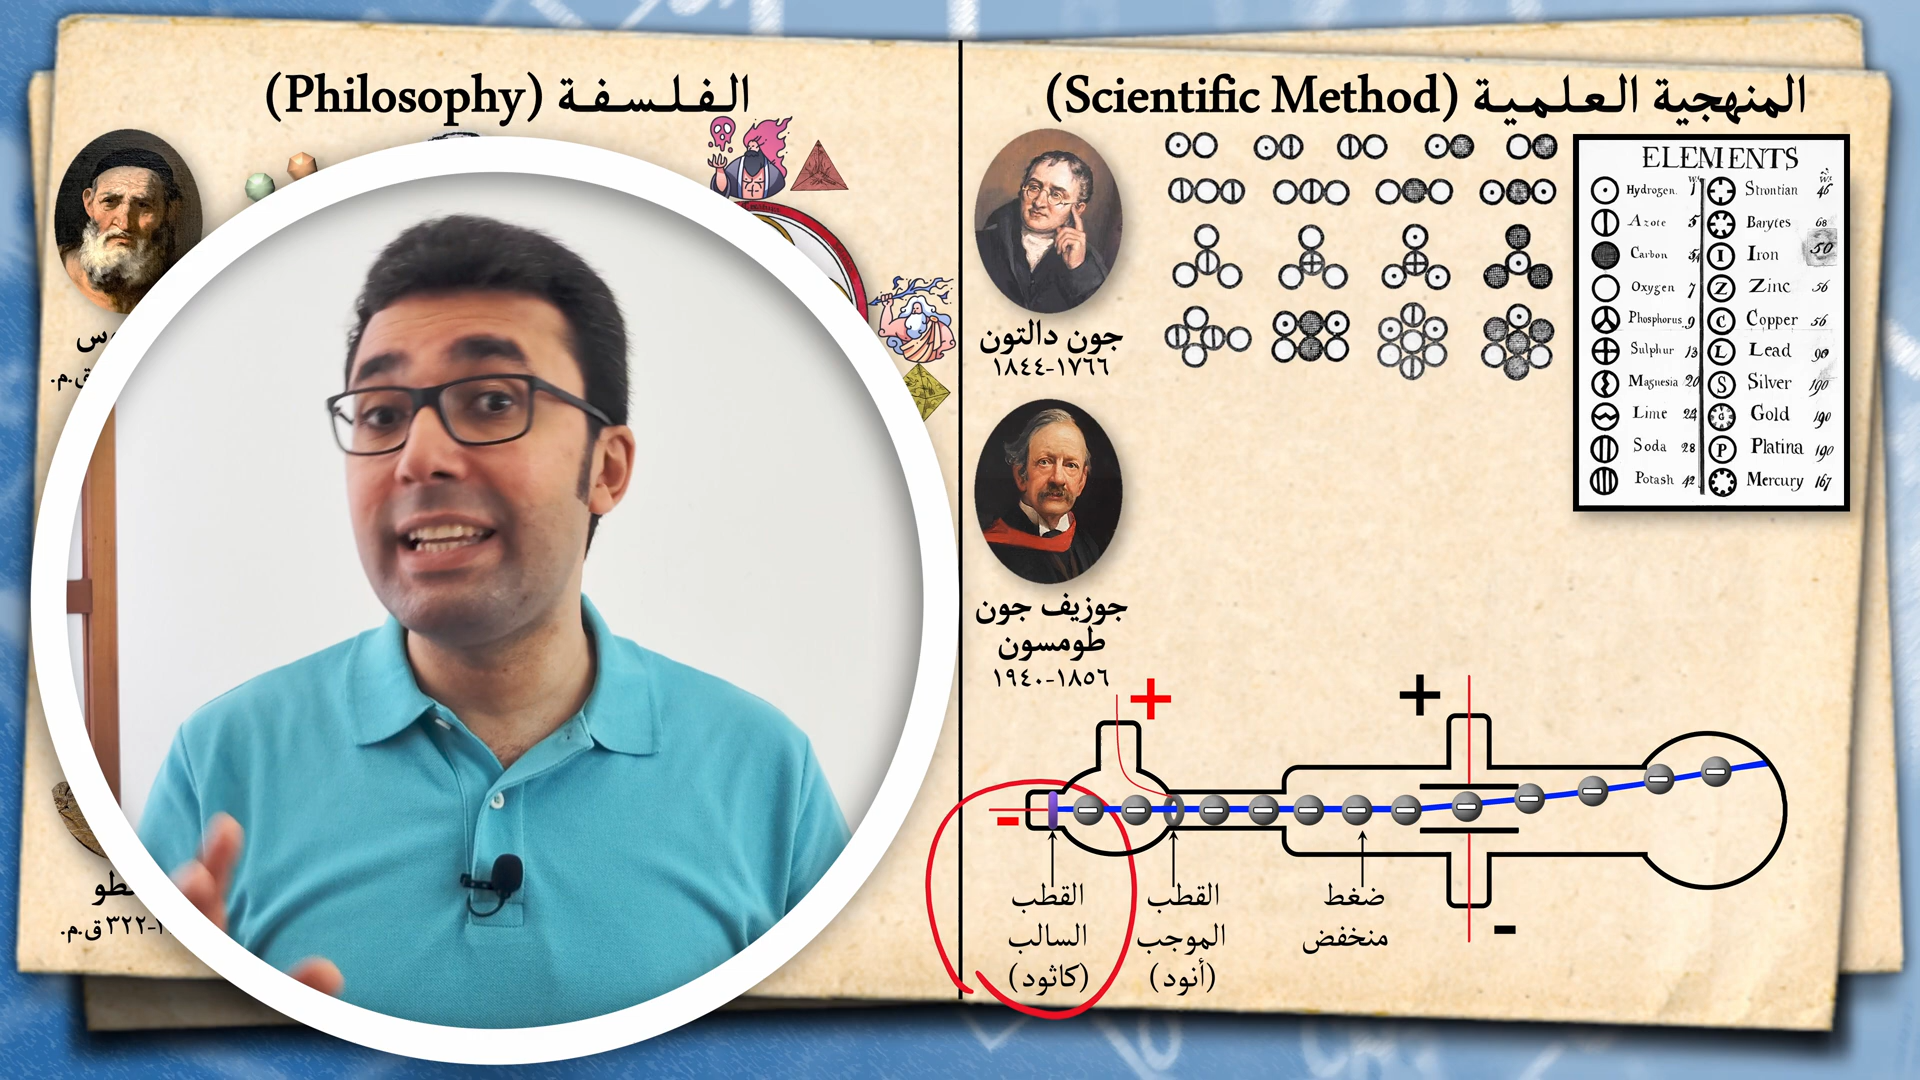 الفلسفة (Philosophy)
المنهجية العلمية (Scientific Method)
ق.م.
طو
٣٢٢ ق.م.
جون دالتون
١٧٦٦-١٨٤٤
جوزيف جون
طومسون
١٨٥٦-١٩٤٠
ELEMENTS
Hydrogen. 1
Azote 5
Carbon 5,4
Oxygen 7
Phosphorus 9
Sulphur 13
Magnesia 20
Lime 24
Soda 28
Potash 42
Strontian 46
Barytes 68
I Iron 50
Z Zinc 56
C Copper 56
L Lead 90
S Silver 190
G Gold 190
P Platina 190
Mercury 167
+
+
-
-
القطب
السالب
(كاثود)
القطب
الموجب
(أنود)
ضغط
منخفض